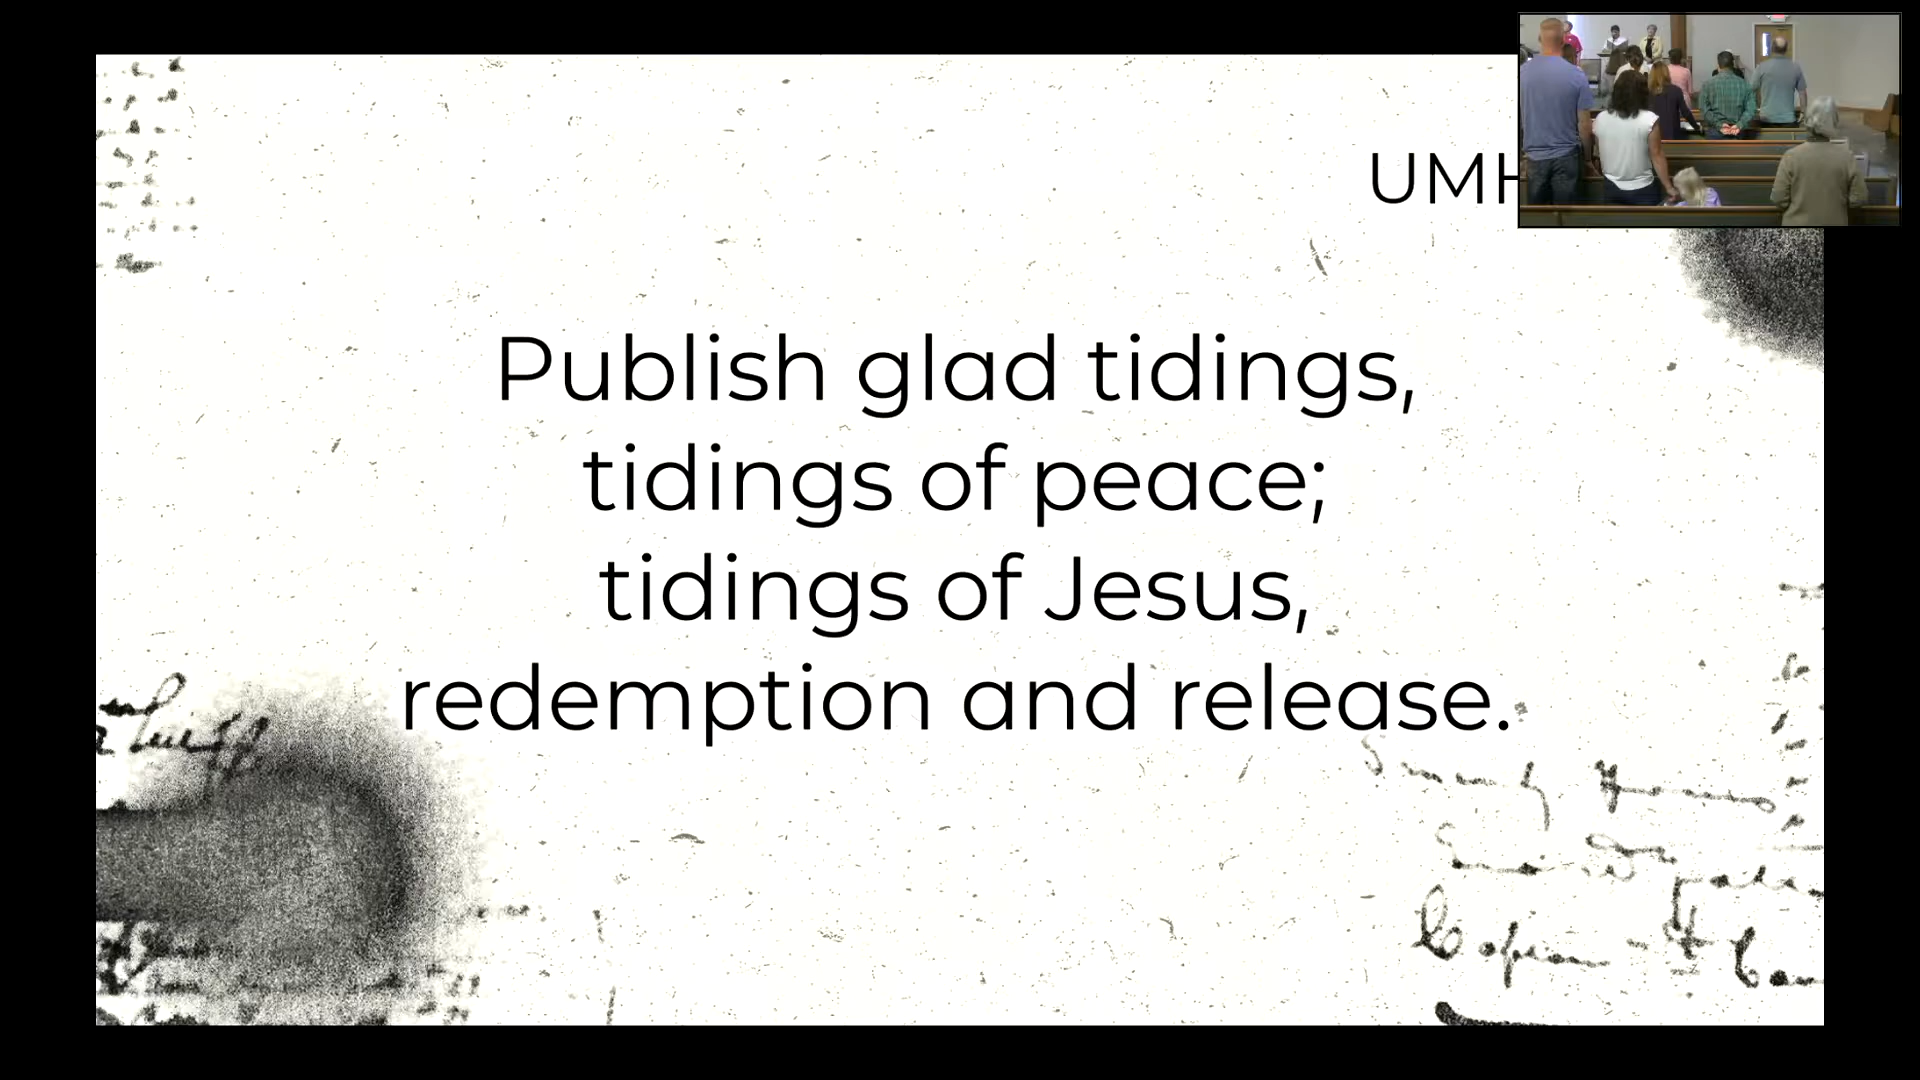 UMH
Publish glad tidings,
tidings of peace;
tidings of Jesus,
redemption and release.